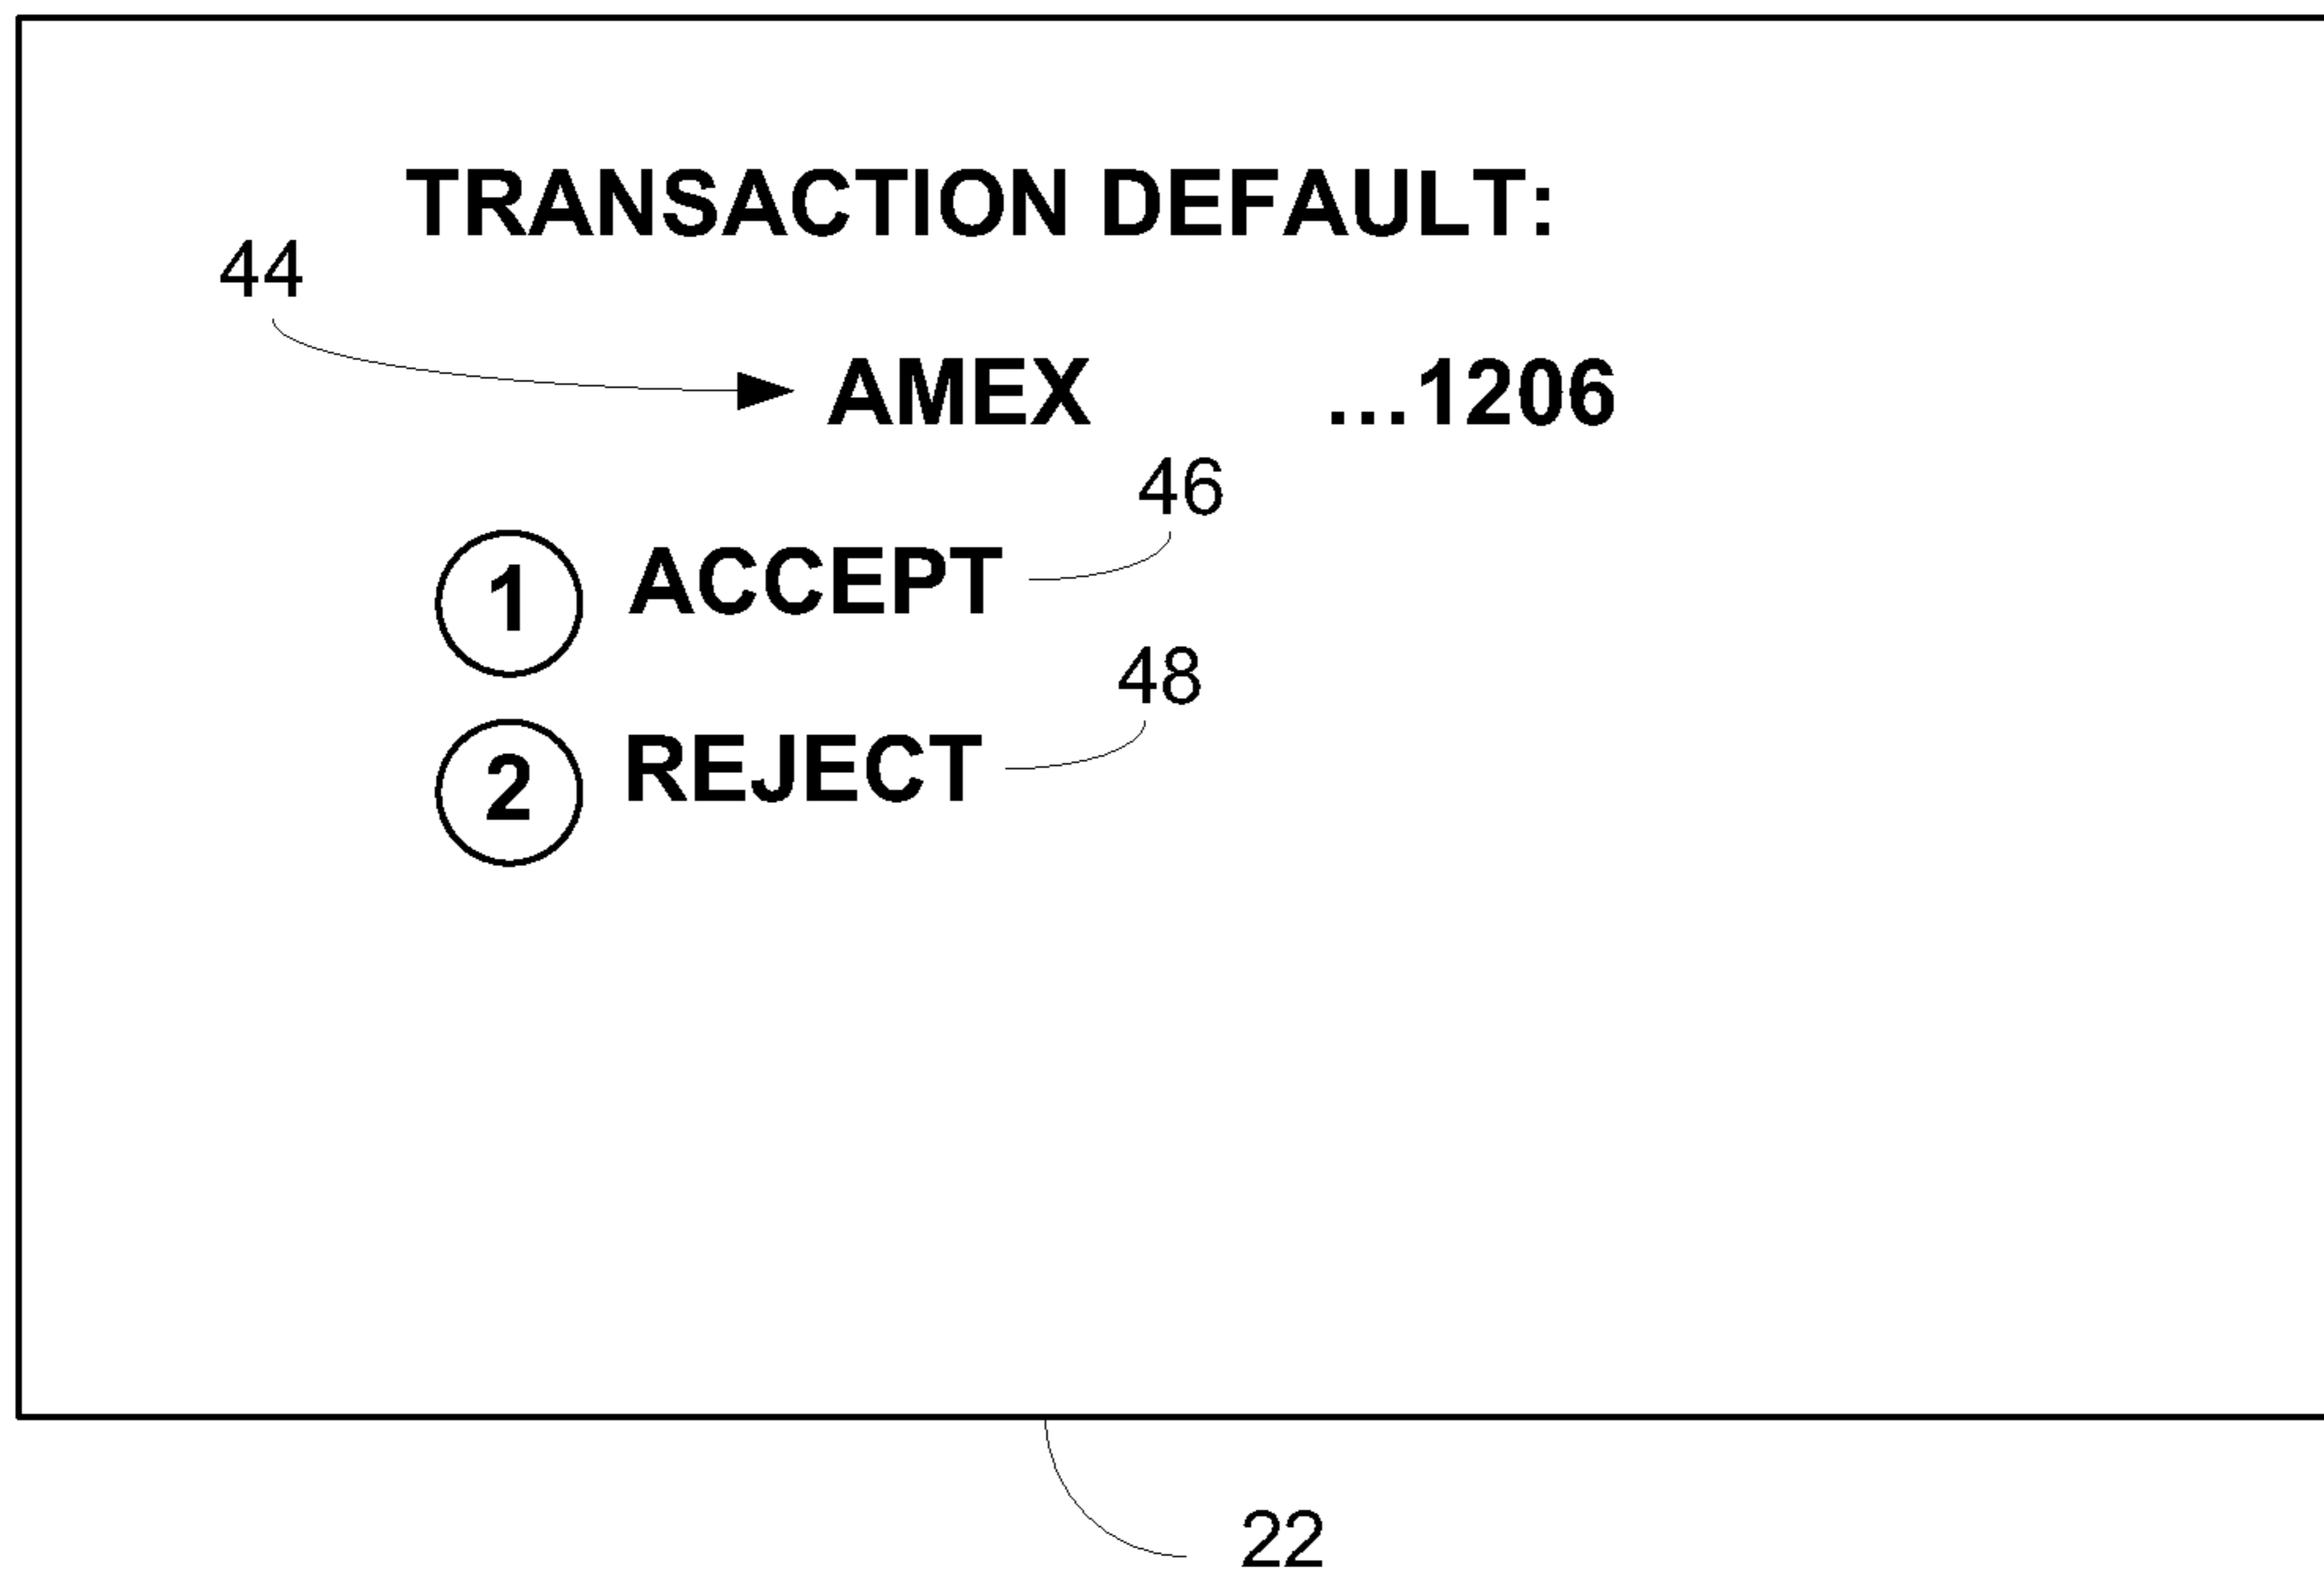 TRANSACTION DEFAULT:
44
AMEX ...1206
46
1 ACCEPT
48
2 REJECT
22